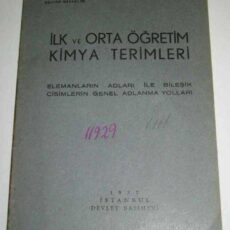 İLK ve ORTA ÖĞRETİM
KİMYA TERİMLERİ
ELEMANLARIN ADLARI İLE BİLEŞİK
CİSİMLERİN GENEL ADLANMA YOLLARI
11929
İSTANBUL
DEVLET BASIMEVİ